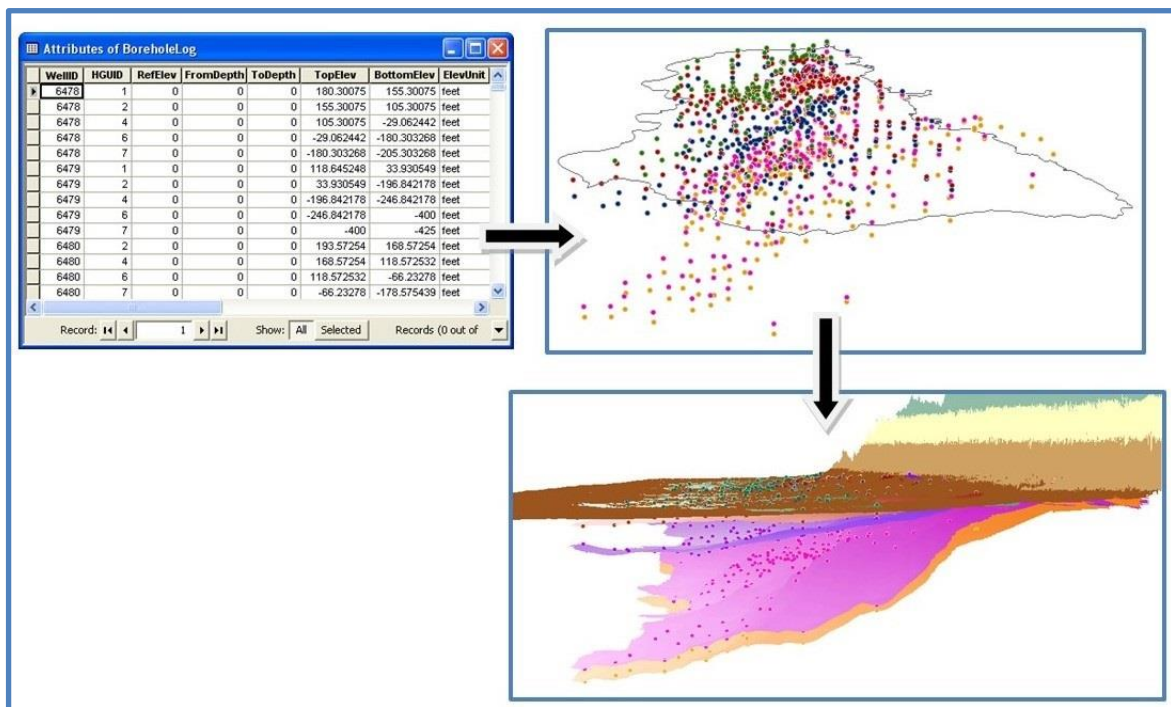 Attributes of BoreholeLog
WellID HGUID RefElev FromDepth ToDepth TopElev BottomElev ElevUnit
6478 1 0 0 0 180.30075 155.30075 feet
6478 2 0 0 0 155.30075 105.30075 feet
6478 4 0 0 0 105.30075 -29.062442 feet
6478 6 0 0 0 -29.062442 -180.303268 feet
6478 7 0 0 0 -180.303268 -205.303268 feet
6479 1 0 0 0 118.645248 33.930549 feet
6479 2 0 0 0 33.930549 -196.842178 feet
6479 4 0 0 0 -196.842178 -246.842178 feet
6479 6 0 0 0 -246.842178 -400 feet
6479 7 0 0 0 -400 -425 feet
6480 2 0 0 0 193.57254 168.57254 feet
6480 4 0 0 0 168.57254 118.572532 feet
6480 6 0 0 0 118.572532 -66.23278 feet
6480 7 0 0 0 -66.23278 -178.575439 feet
Record: 1 Show: All Selected Records (0 out of